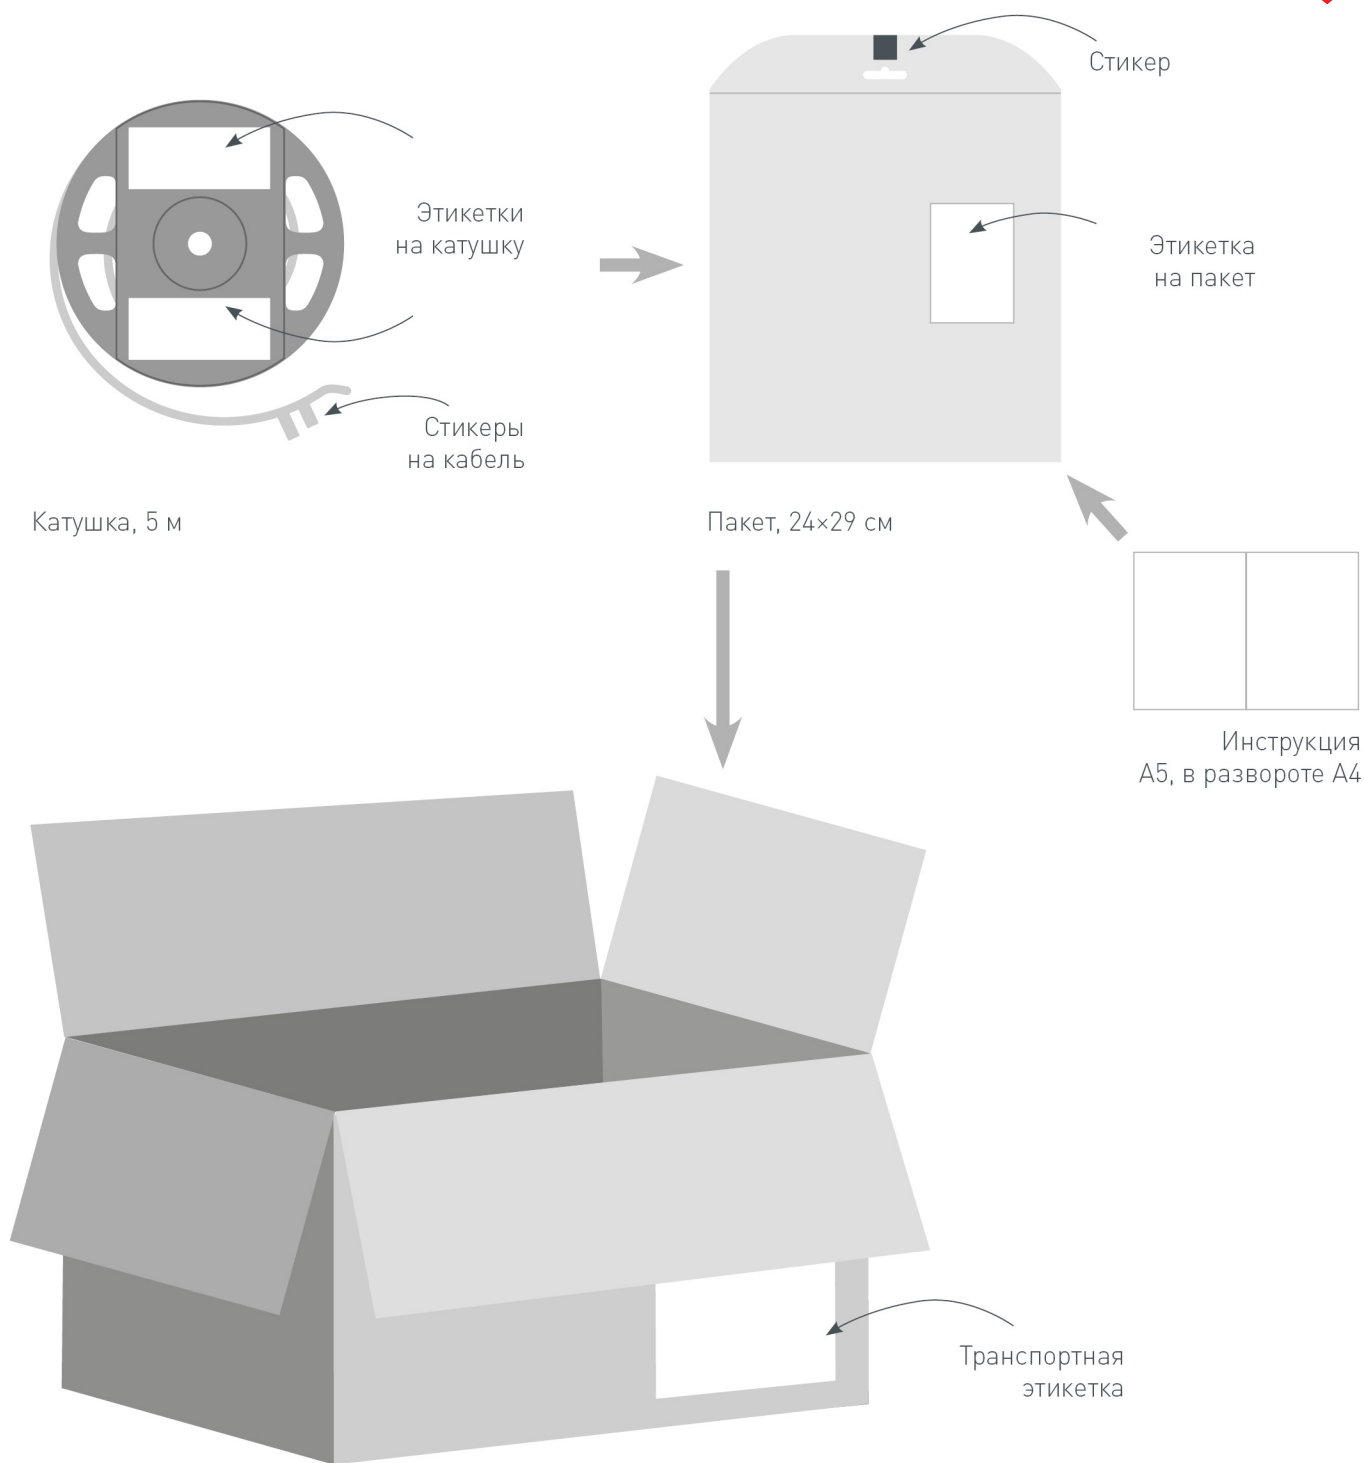 Стикер
Этикетки
на катушку
Этикетка
на пакет
Стикеры
на кабель
Катушка, 5 м
Пакет, 24×29 см
Инструкция
А5, в развороте А4
Транспортная
этикетка